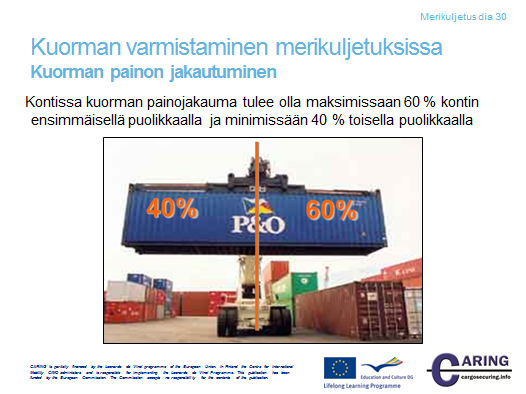 Merikuljetus dia 30
Kuorman varmistaminen merikuljetuksissa
Kuorman painon jakautuminen
Kontissa kuorman painojakauma tulee olla maksimissaan 60 % kontin
ensimmäisellä puolikkaalla ja minimissään 40 % toisella puolikkaalla
40% 60%
P&O
CARING is partially financed by the Leonardo da Vinci programme of the European Union. In Finland the Centre for International
Mobility CIMO administers and is responsible for implementing the Leonardo da Vinci Programme. This publication has been
funded by the European Commission. The Commission accepts no responsibility for the contents of the publication.
Education and Culture DG
Lifelong Learning Programme
CARING
cargosecuring.info